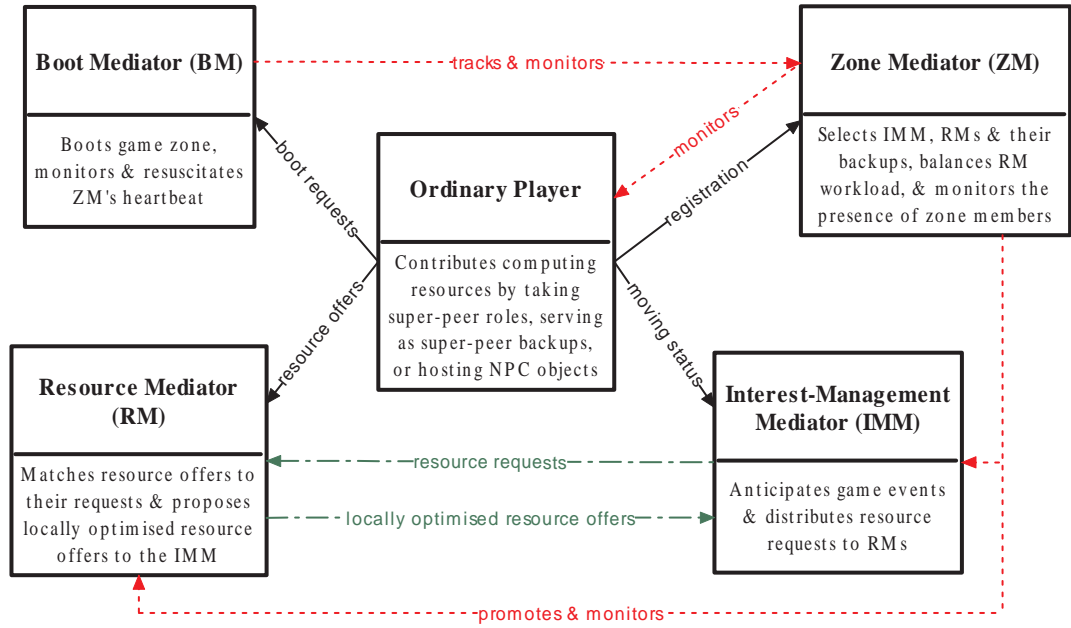 Boot Mediator (BM)
Boots game zone,
monitors & resuscitates
ZM's heartbeat
tracks & monitors
Zone Mediator (ZM)
Selects IMM, RMs & their
backups, balances RM
workload, & monitors the
presence of zone members
monitors
boot requests
registration
Ordinary Player
Contributes computing
resources by taking
super-peer roles, serving
as super-peer backups,
or hosting NPC objects
resource offers
moving status
Resource Mediator
(RM)
Matches resource offers to
their requests & proposes
locally optimised resource
offers to the IMM
resource requests
locally optimised resource offers
Interest-Management
Mediator (IMM)
Anticipates game events
& distributes resource
requests to RMs
promotes & monitors